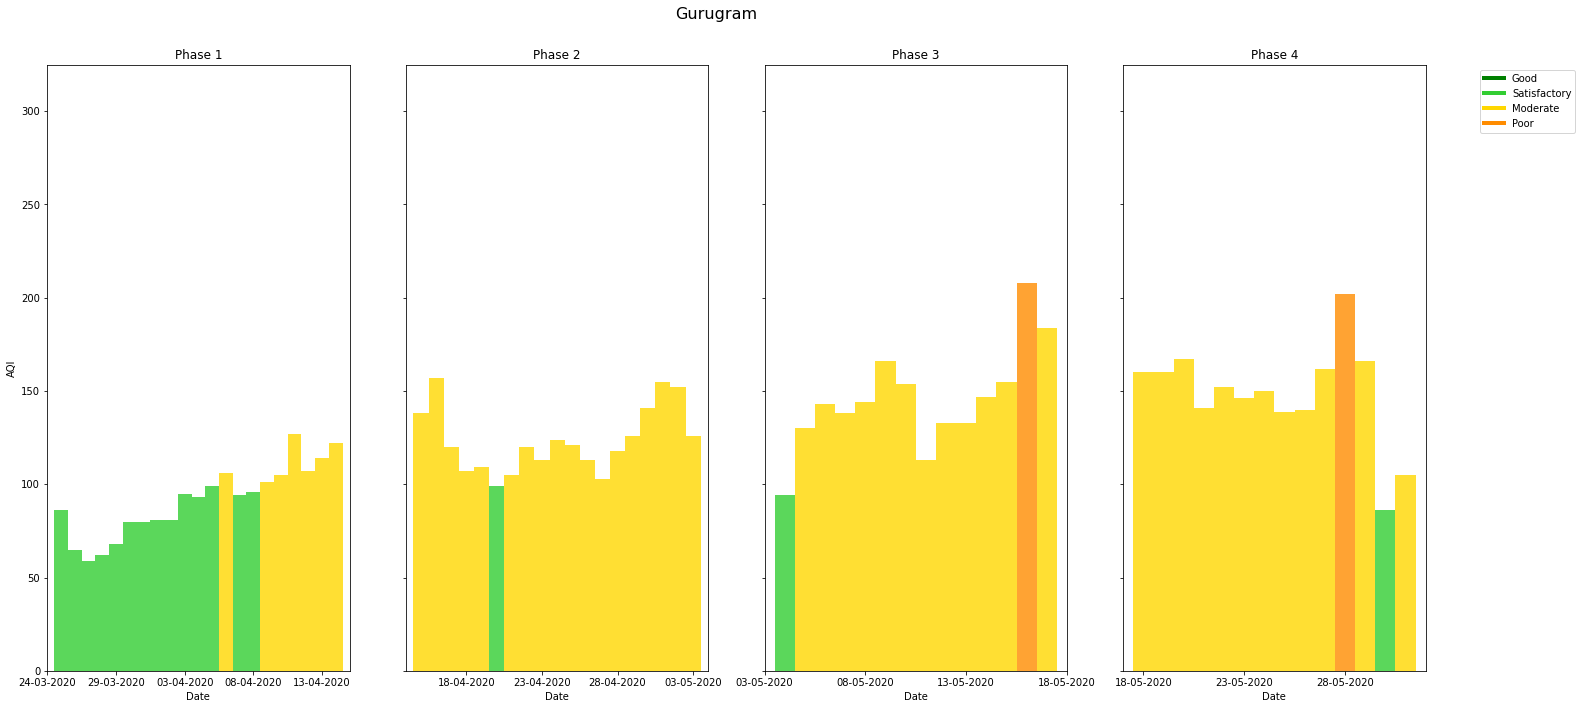 Gurugram
Phase 1
Phase 2
Phase 3
Phase 4
Good
Satisfactory
Moderate
Poor
AQI
300
250
200
150
100
50
0
24-03-2020 29-03-2020 03-04-2020 08-04-2020 13-04-2020
Date
18-04-2020 23-04-2020 28-04-2020 03-05-2020
Date
03-05-2020 08-05-2020 13-05-2020 18-05-2020
Date
18-05-2020 23-05-2020 28-05-2020
Date